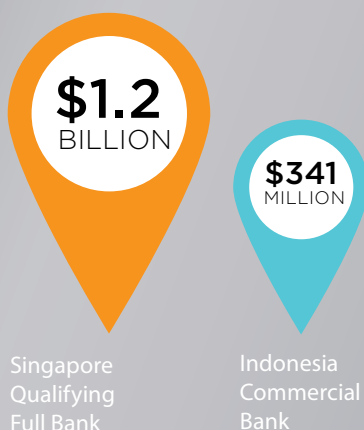 $1.2
BILLION
$341
MILLION
Singapore
Qualifying
Full Bank
Indonesia
Commercial
Bank